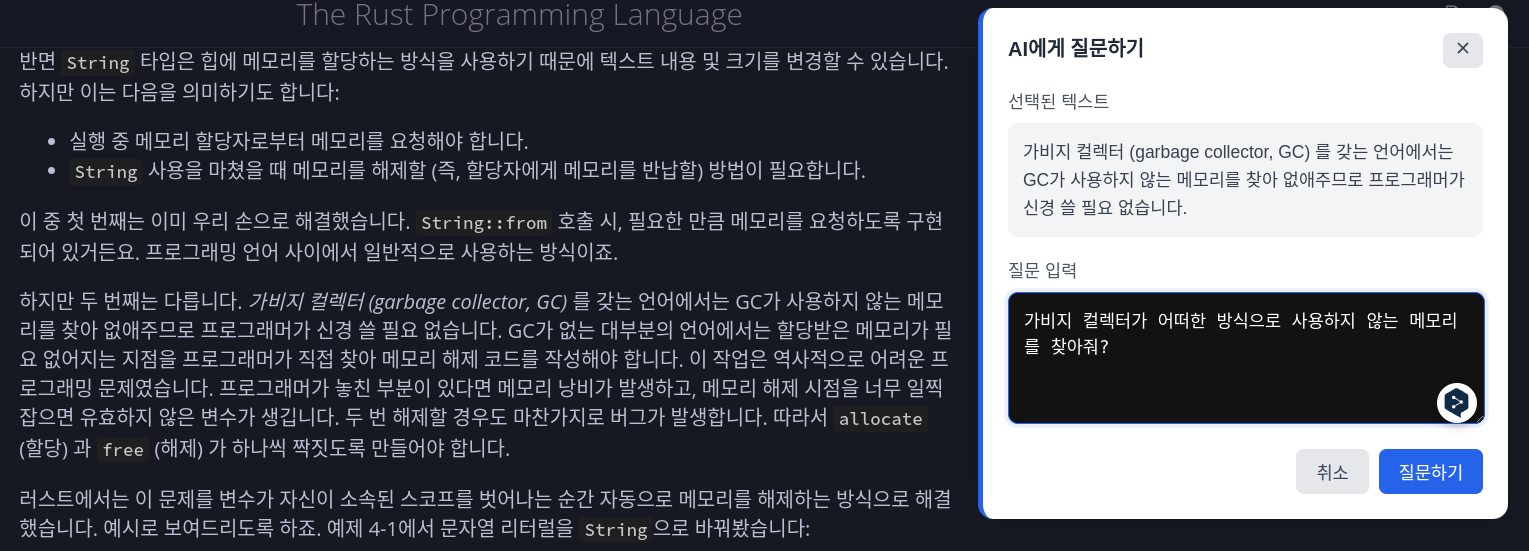 The Rust Programming Language
반면 String 타입은 힙에 메모리를 할당하는 방식을 사용하기 때문에 텍스트 내용 및 크기를 변경할 수 있습니다.
하지만 이는 다음을 의미하기도 합니다:
실행 중 메모리 할당자로부터 메모리를 요청해야 합니다.
String 사용을 마쳤을 때 메모리를 해제할 (즉, 할당자에게 메모리를 반납할) 방법이 필요합니다.
이 중 첫 번째는 이미 우리 손으로 해결했습니다. String::from 호출 시, 필요한 만큼 메모리를 요청하도록 구현
되어 있거든요. 프로그래밍 언어 사이에서 일반적으로 사용하는 방식이죠.
하지만 두 번째는 다릅니다. 가비지 컬렉터 (garbage collector, GC) 를 갖는 언어에서는 GC가 사용하지 않는 메모
리를 찾아 없애주므로 프로그래머가 신경 쓸 필요 없습니다. GC가 없는 대부분의 언어에서는 할당받은 메모리가 필
요 없어지는 지점을 프로그래머가 직접 찾아 메모리 해제 코드를 작성해야 합니다. 이 작업은 역사적으로 어려운 프
로그래밍 문제였습니다. 프로그래머가 놓친 부분이 있다면 메모리 낭비가 발생하고, 메모리 해제 시점을 너무 일찍
잡으면 유효하지 않은 변수가 생깁니다. 두 번 해제할 경우도 마찬가지로 버그가 발생합니다. 따라서 allocate
(할당) 과 free (해제) 가 하나씩 짝짓도록 만들어야 합니다.
러스트에서는 이 문제를 변수가 자신이 소속된 스코프를 벗어나는 순간 자동으로 메모리를 해제하는 방식으로 해결
했습니다. 예시로 보여드리도록 하죠. 예제 4-1에서 문자열 리터럴을 String으로 바꿔봤습니다:
AI에게 질문하기
×
선택된 텍스트
가비지 컬렉터 (garbage collector, GC) 를 갖는 언어에서는
GC가 사용하지 않는 메모리를 찾아 없애주므로 프로그래머가
신경 쓸 필요 없습니다.
질문 입력
가비지 컬렉터가 어떠한 방식으로 사용하지 않는 메모리
를 찾아줘?
취소
질문하기